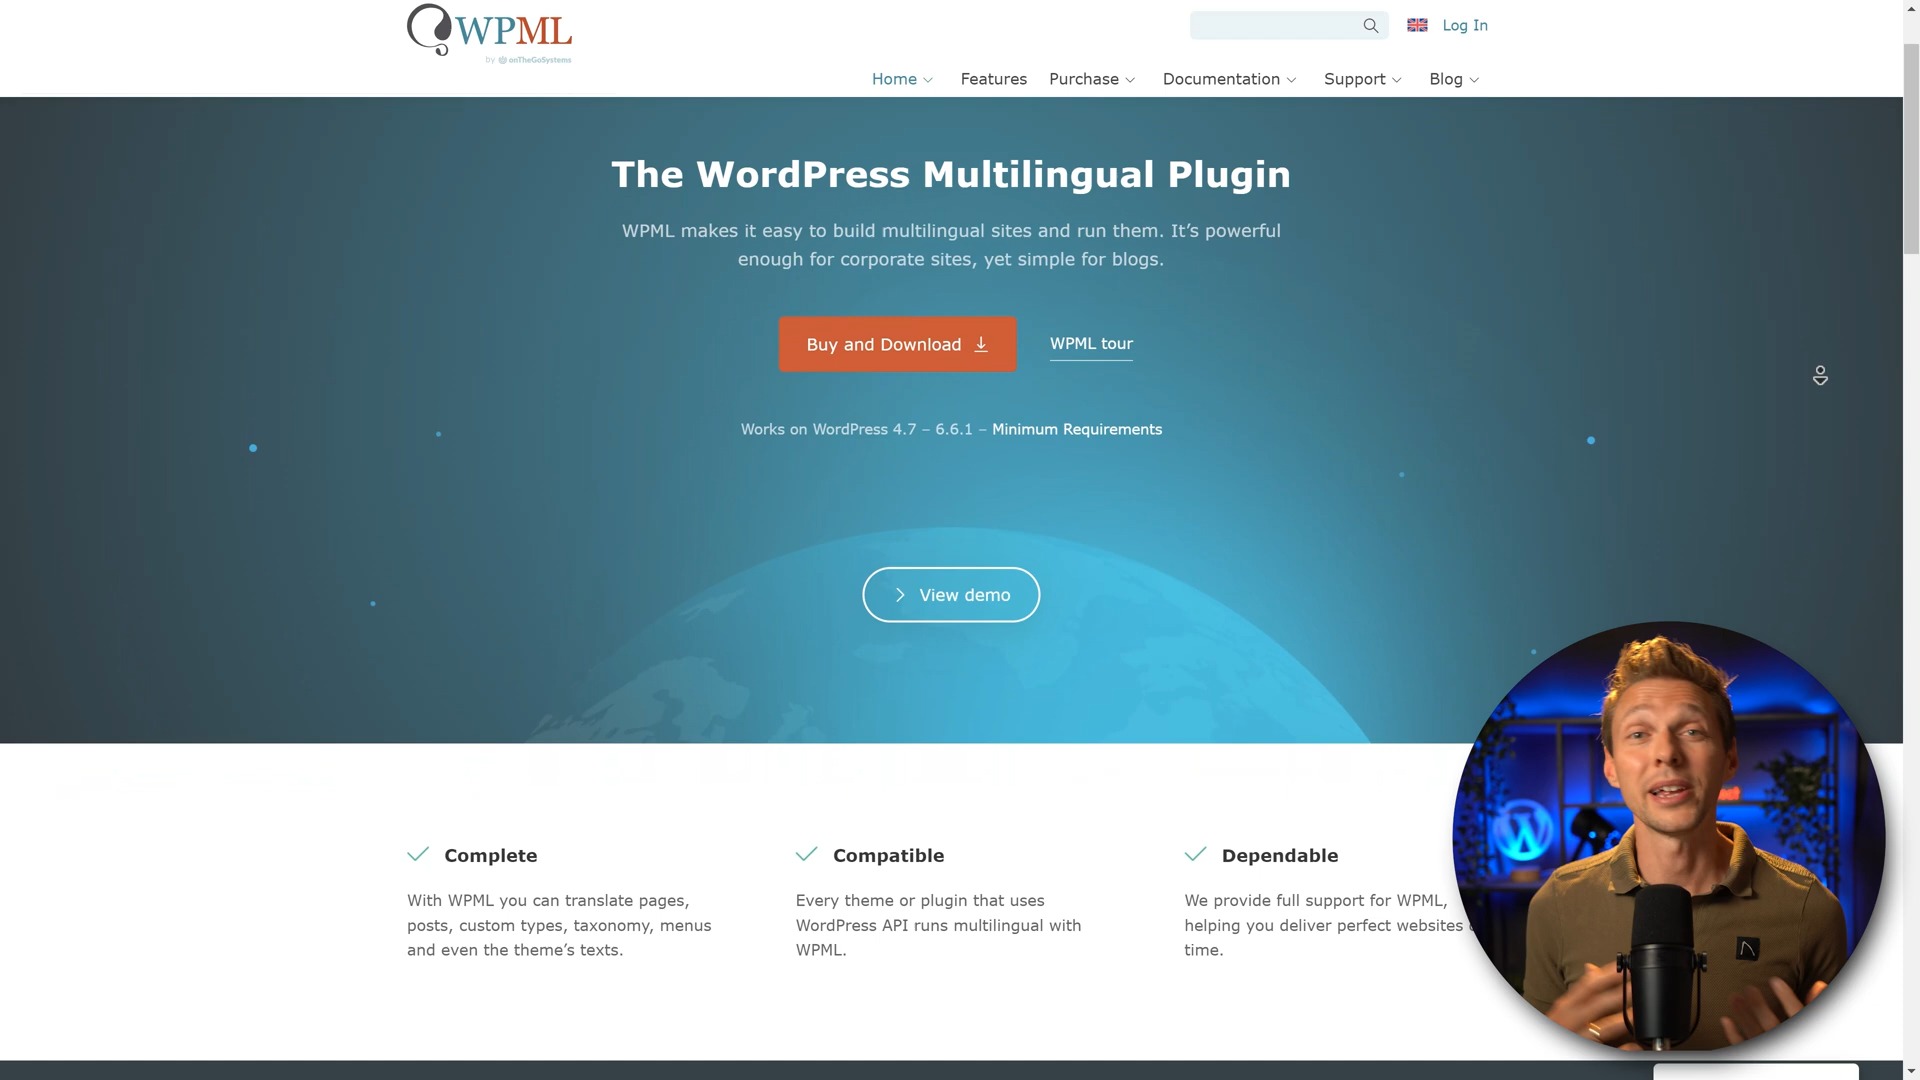 WPML
by onTheGoSystems
Log In
Home
Features
Purchase
Documentation
Support
Blog
The WordPress Multilingual Plugin
WPML makes it easy to build multilingual sites and run them. It’s powerful
enough for corporate sites, yet simple for blogs.
Buy and Download
WPML tour
Works on WordPress 4.7 – 6.6.1 – Minimum Requirements
View demo
Complete
With WPML you can translate pages,
posts, custom types, taxonomy, menus
and even the theme’s texts.
Compatible
Every theme or plugin that uses
WordPress API runs multilingual with
WPML.
Dependable
We provide full support for WPML,
helping you deliver perfect websites
time.